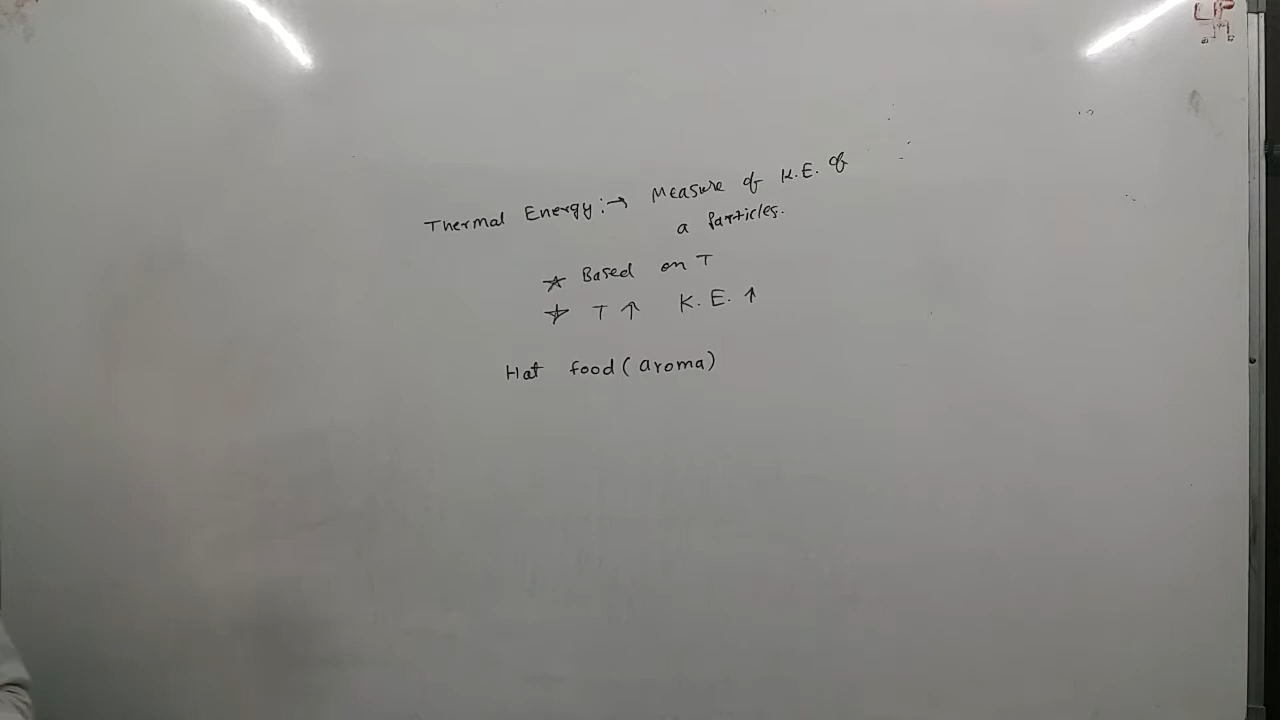 Thermal Energy:→ Measure of K.E. of
a particles.
☆ Based on T
☆ T ↑ K.E. ↑
Hot food (aroma)